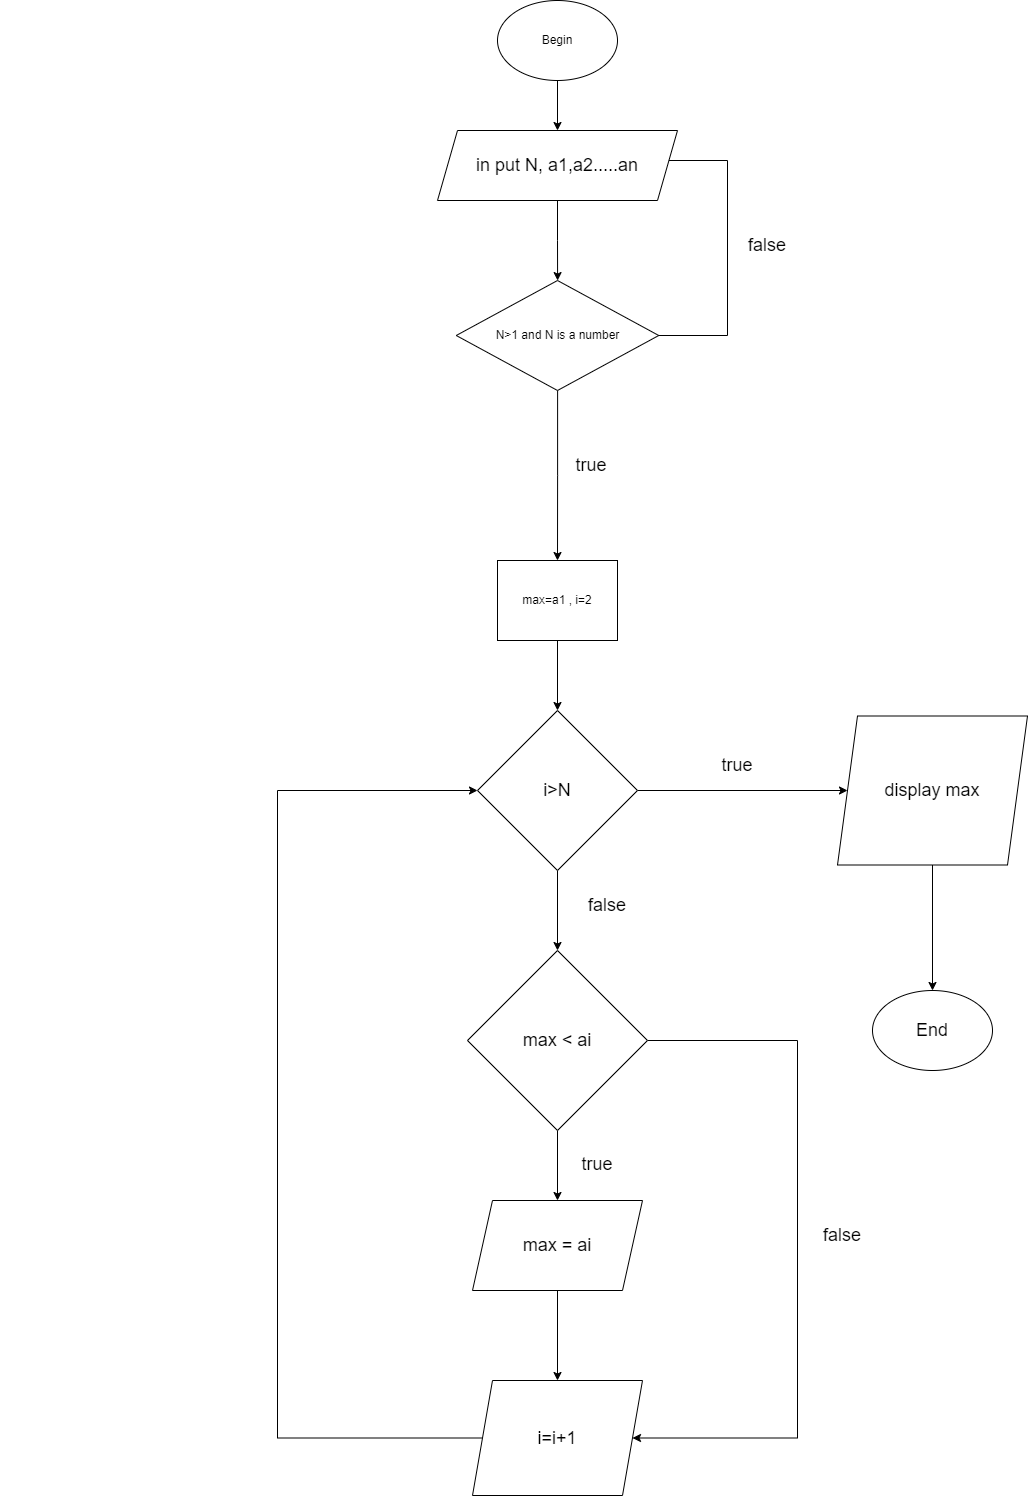 Begin
in put N, a1,a2.....an
false
N>1 and N is a number
true
max=a1 , i=2
true
i>N
display max
false
End
max < ai
true
false
max = ai
i=i+1